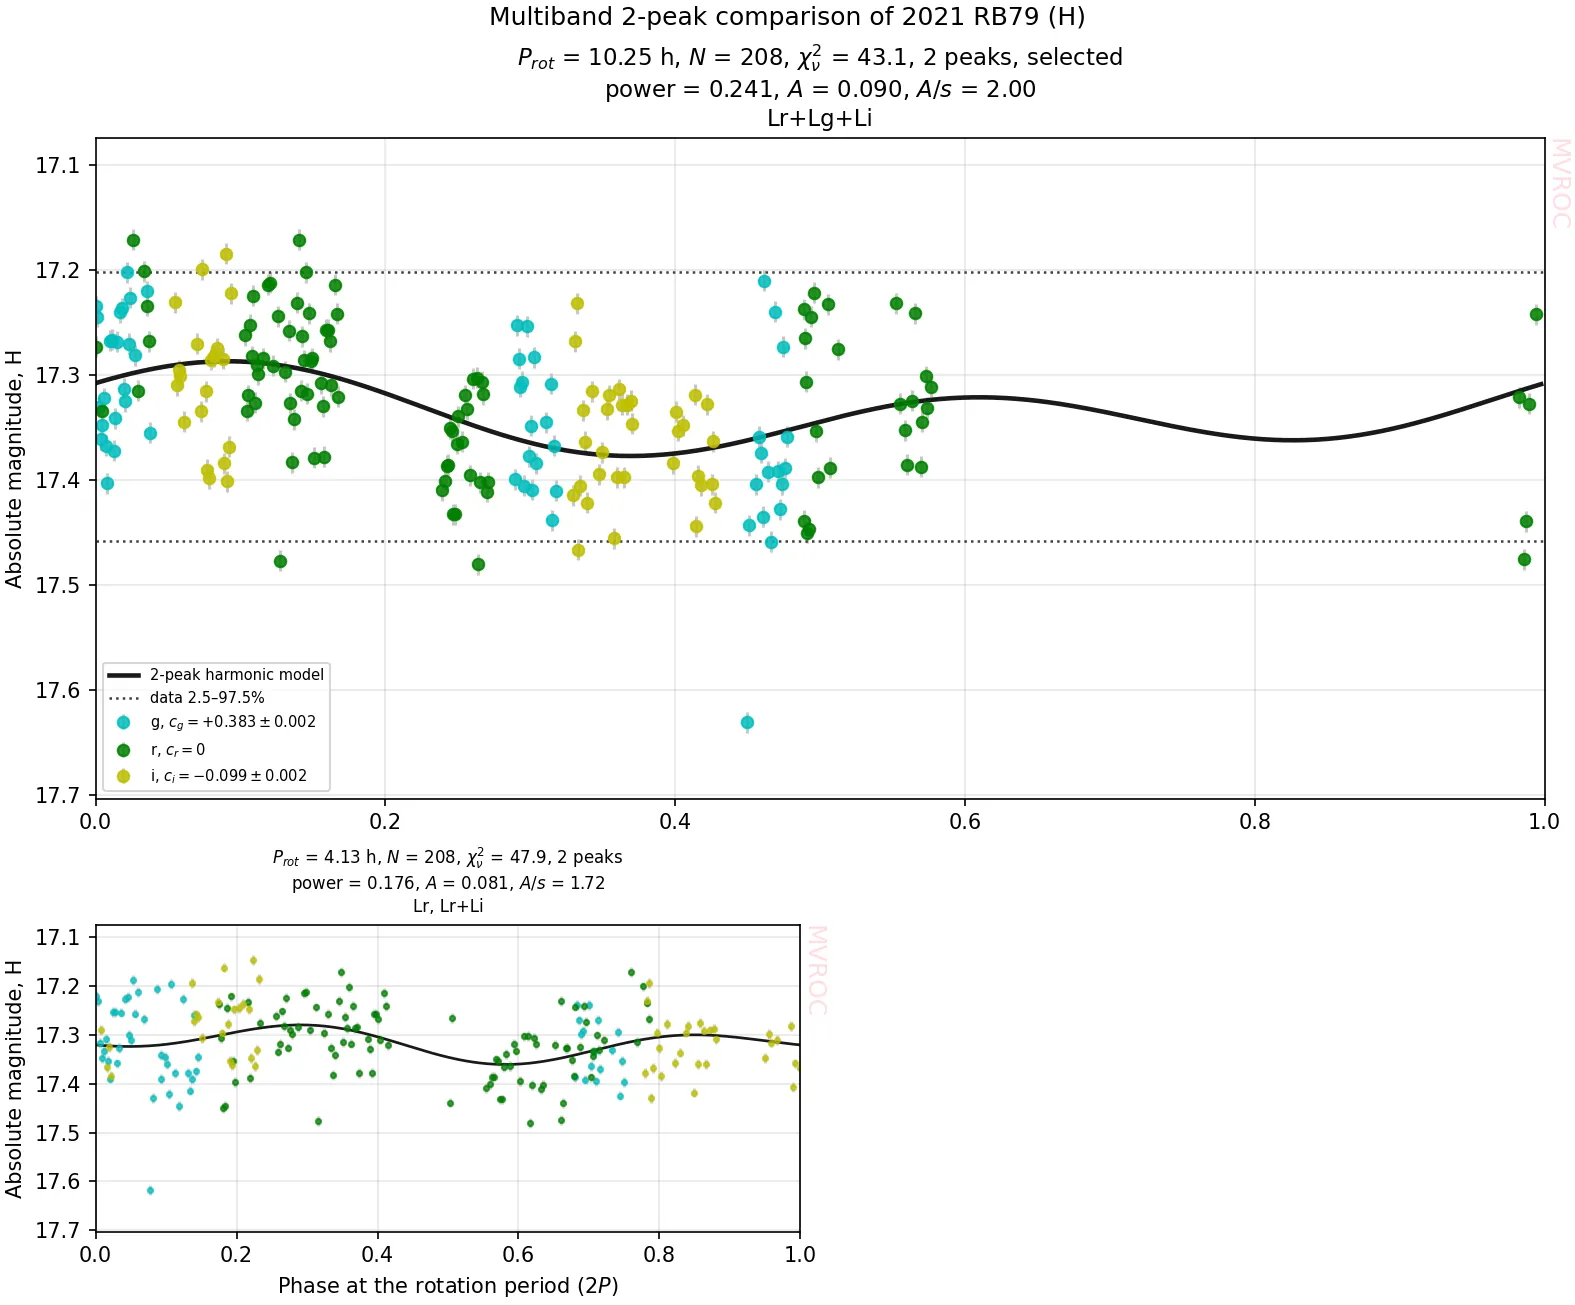 Multiband 2-peak comparison of 2021 RB79 (H)
P_rot = 10.25 h, N = 208, χ²_ν = 43.1, 2 peaks, selected
power = 0.241, A = 0.090, A/s = 2.00
Lr+Lg+Li
MVROC
Absolute magnitude, H
17.1
17.2
17.3
17.4
17.5
17.6
17.7
2-peak harmonic model
data 2.5–97.5%
g, c_g = +0.383 ± 0.002
r, c_r = 0
i, c_i = −0.099 ± 0.002
0.0 0.2 0.4 0.6 0.8 1.0
P_rot = 4.13 h, N = 208, χ²_ν = 47.9, 2 peaks
power = 0.176, A = 0.081, A/s = 1.72
Lr, Lr+Li
MVROC
Absolute magnitude, H
17.1
17.2
17.3
17.4
17.5
17.6
17.7
0.0 0.2 0.4 0.6 0.8 1.0
Phase at the rotation period (2P)